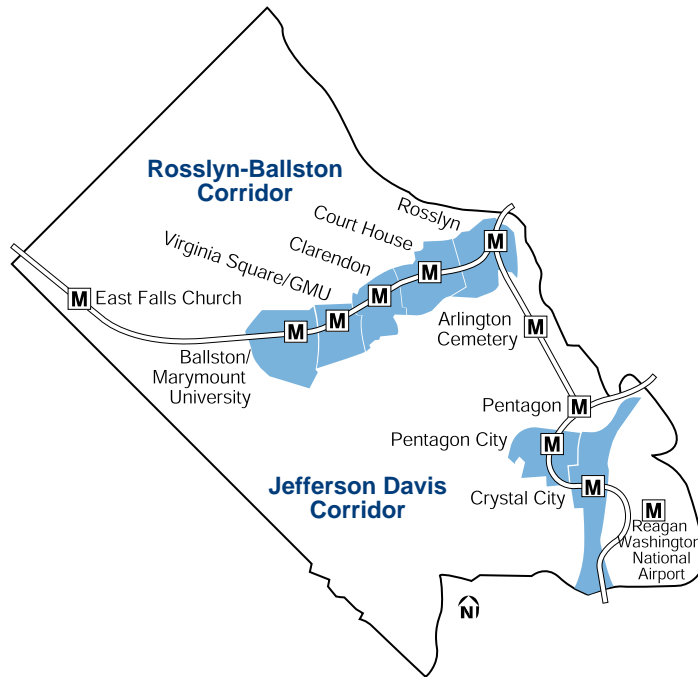 Rosslyn-Ballston
Corridor
Rosslyn
Court House
Clarendon
Virginia Square/GMU
M
M
M
M
M
M
East Falls Church
Ballston/
Marymount
University
M
Arlington
Cemetery
M
Pentagon
M
Pentagon City
M
Crystal City
Jefferson Davis
Corridor
M
Reagan
Washington
National
Airport
N